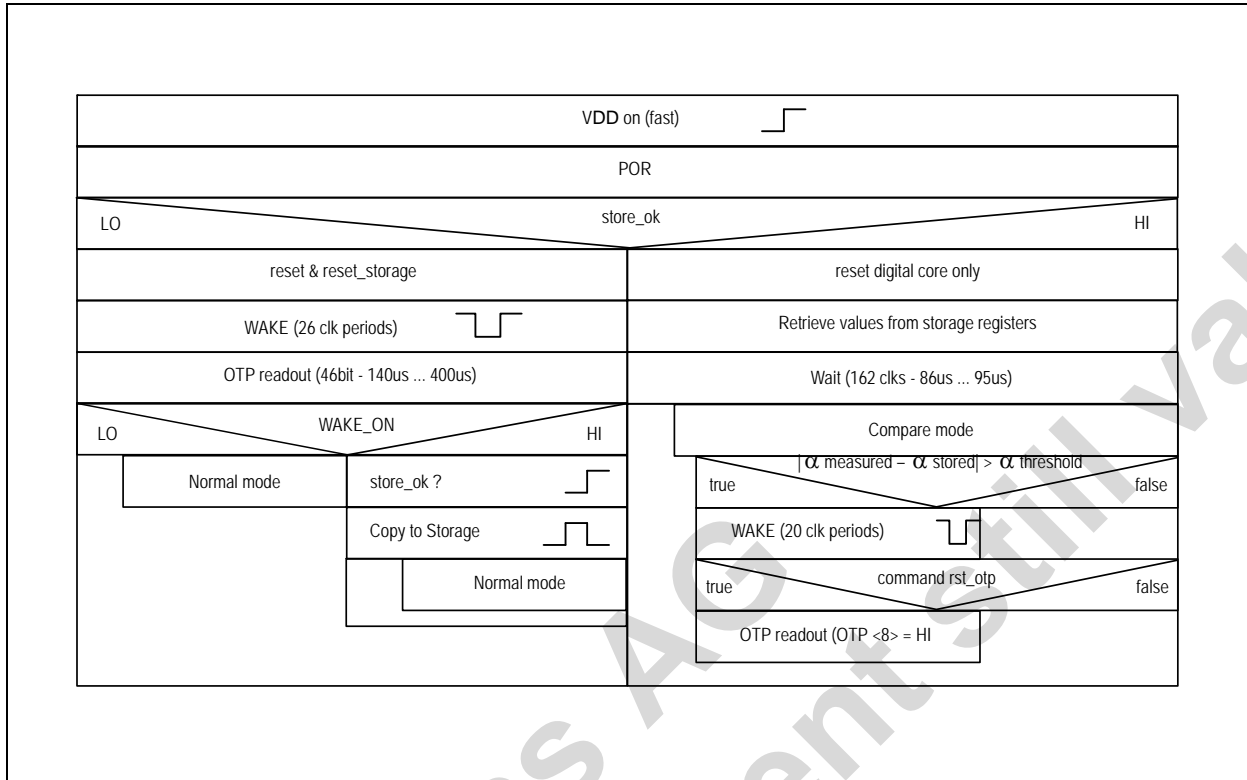 VDD on (fast)
POR
store_ok
LO
HI
reset & reset_storage
reset digital core only
WAKE (26 clk periods)
Retrieve values from storage registers
OTP readout (46bit - 140us ... 400us)
Wait (162 clks - 86us ... 95us)
WAKE_ON
LO
HI
Compare mode
|α measured – α stored| > α threshold
true
false
Normal mode
store_ok ?
Copy to Storage
WAKE (20 clk periods)
Normal mode
command rst_otp
true
false
OTP readout (OTP <8> = HI
AG
ent still